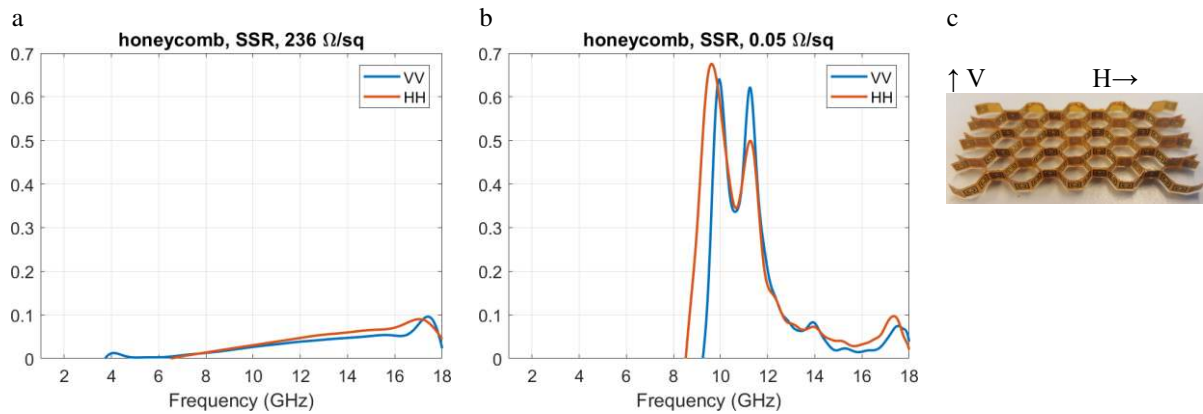 a
honeycomb, SSR, 236 Ω/sq
0.7
0.6
0.5
0.4
0.3
0.2
0.1
0
VV
HH
2 4 6 8 10 12 14 16 18
Frequency (GHz)
b
honeycomb, SSR, 0.05 Ω/sq
0.7
0.6
0.5
0.4
0.3
0.2
0.1
0
VV
HH
2 4 6 8 10 12 14 16 18
Frequency (GHz)
c
↑ V H→